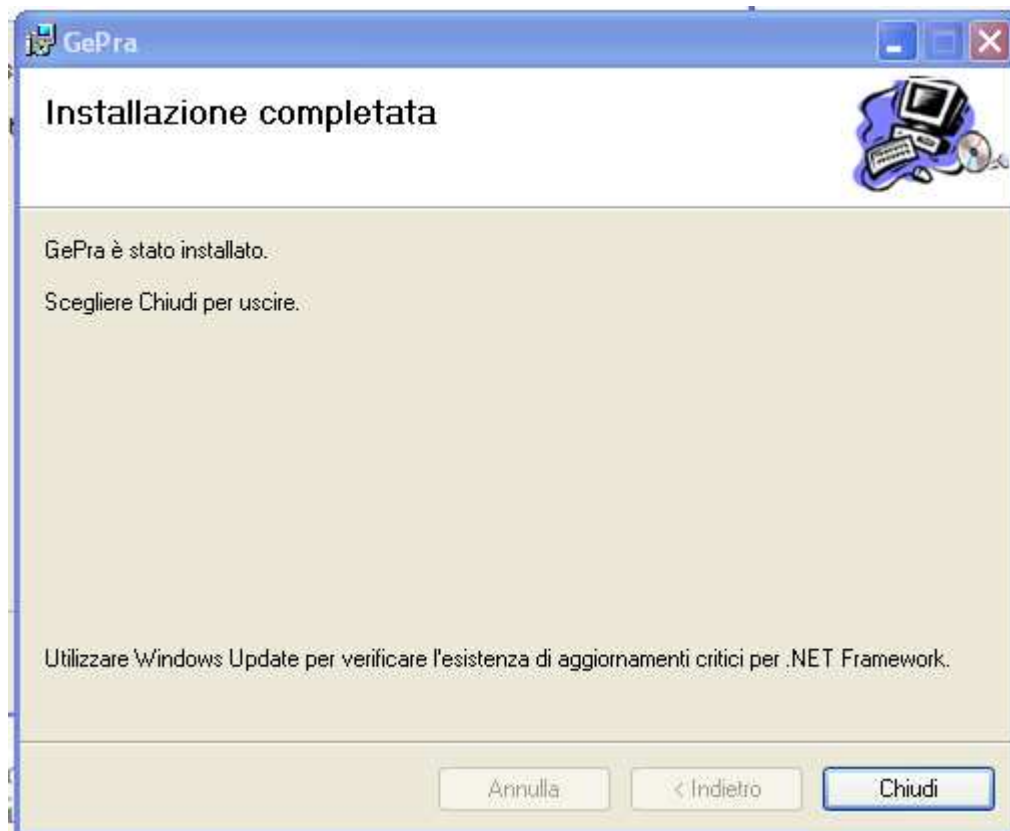 GePra
Installazione completata
GePra è stato installato.
Scegliere Chiudi per uscire.
Utilizzare Windows Update per verificare l'esistenza di aggiornamenti critici per .NET Framework.
Annulla
< Indietro
Chiudi